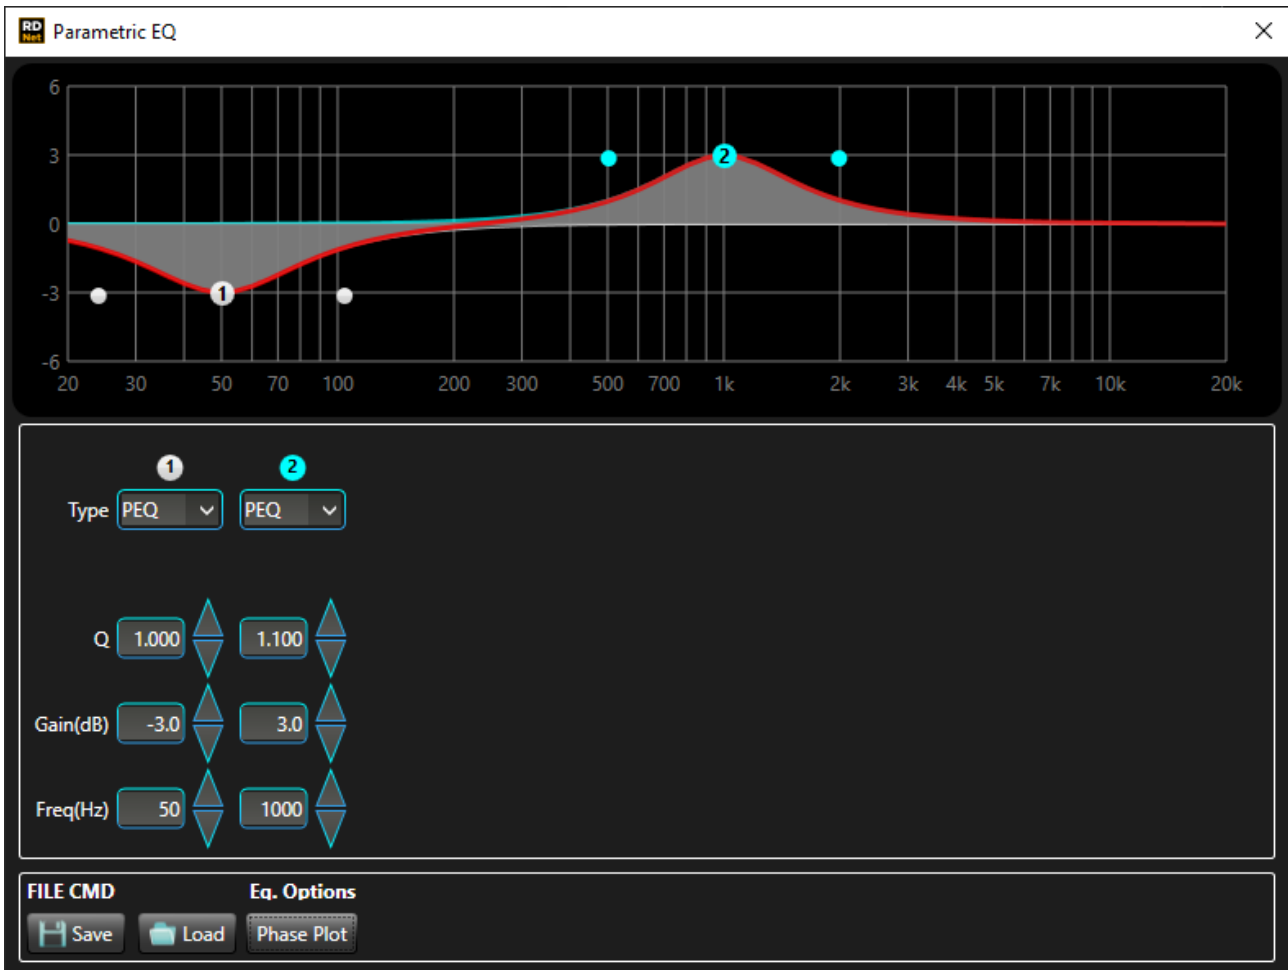 RD Net Parametric EQ
6
3
2
0
-3
1
-6
20 30 50 70 100 200 300 500 700 1k 2k 3k 4k 5k 7k 10k 20k
1 2
Type PEQ PEQ
Q 1.000 1.100
Gain(dB) -3.0 3.0
Freq(Hz) 50 1000
FILE CMD Eq. Options
Save Load Phase Plot